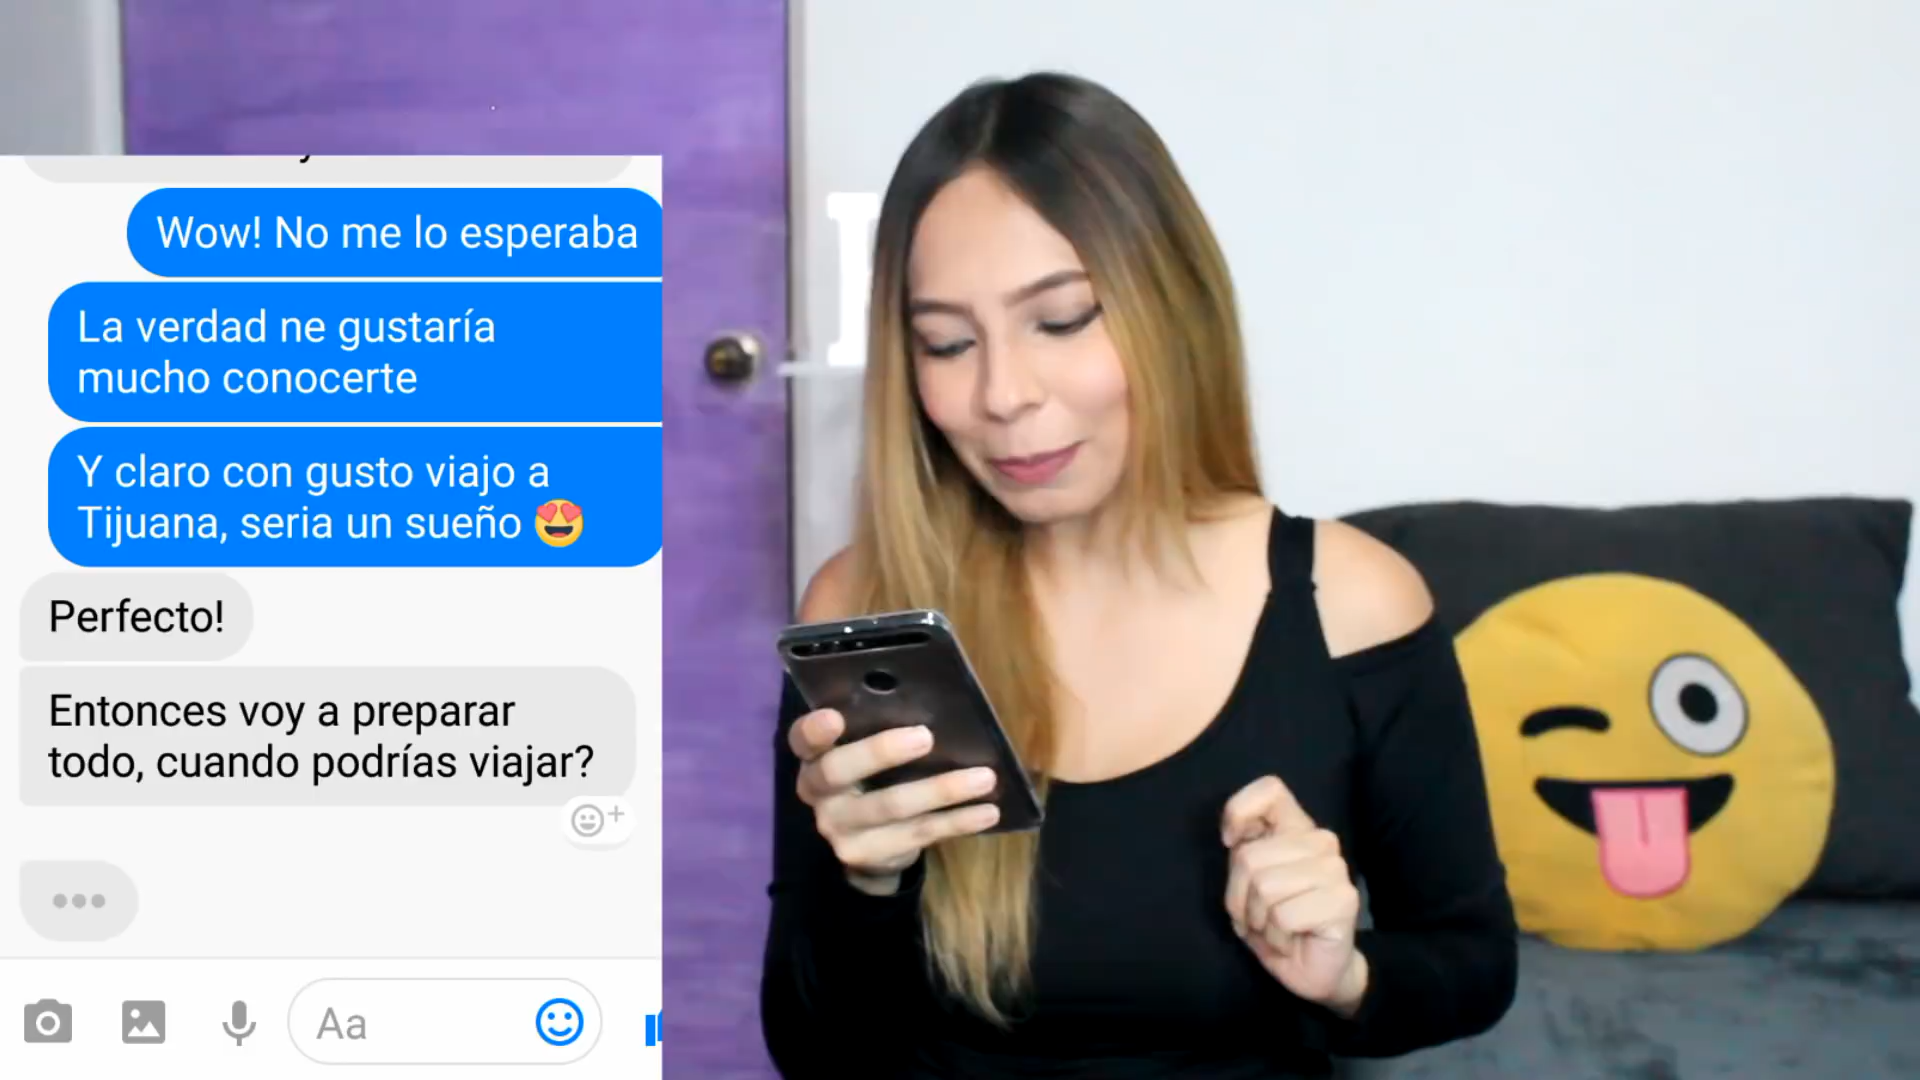 Wow! No me lo esperaba
La verdad ne gustaría
mucho conocerte
Y claro con gusto viajo a
Tijuana, seria un sueño 😍
Perfecto!
Entonces voy a preparar
todo, cuando podrías viajar?
Aa